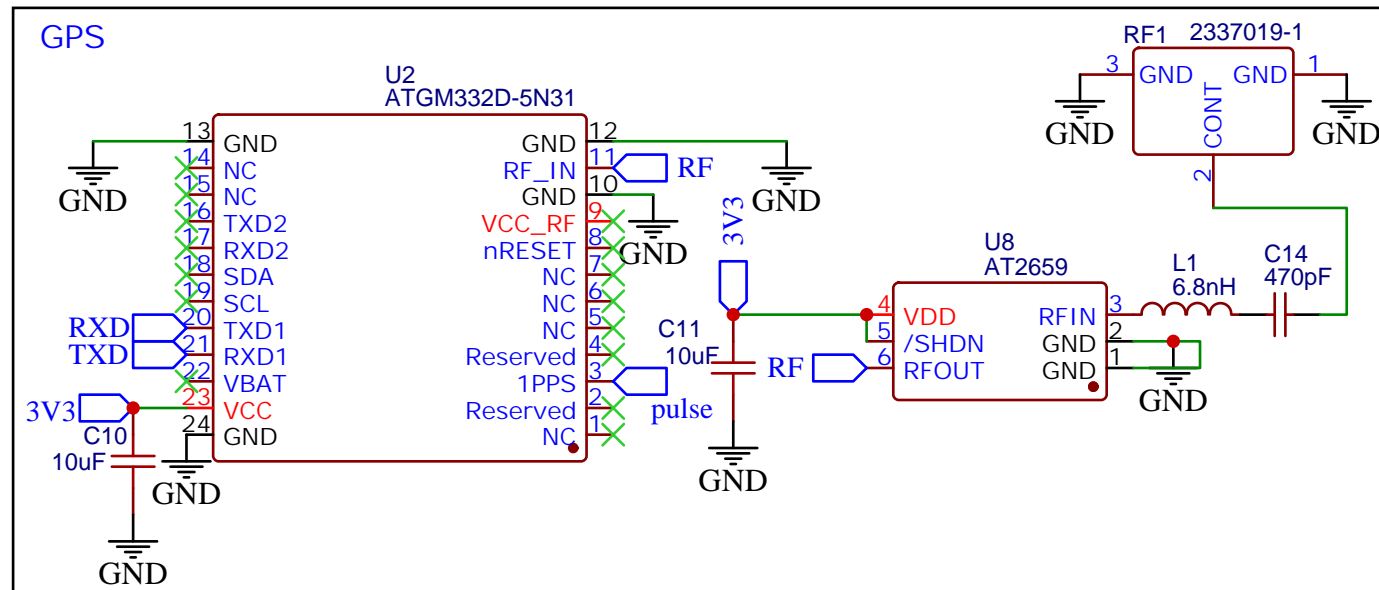 GPS
U2
ATGM332D-5N31
13 GND
14 NC
15 NC
16 TXD2
17 RXD2
18 SDA
19 SCL
RXD 20 TXD1
TXD 21 RXD1
22 VBAT
3V3 23 VCC
24 GND
GND 12
RF_IN 11 RF
GND 10
VCC_RF 9
nRESET 8
NC 7
NC 6
NC 5
Reserved 4
1PPS 3 pulse
Reserved 2
NC 1
GND
GND
GND
C10
10uF
GND
GND
3V3
C11
10uF
GND
RF
U8
AT2659
4 VDD
5 /SHDN
6 RFOUT
RFIN 3
GND 2
GND 1
GND
L1
6.8nH
C14
470pF
RF1 2337019-1
3 GND
GND 1
CONT
2
GND
GND